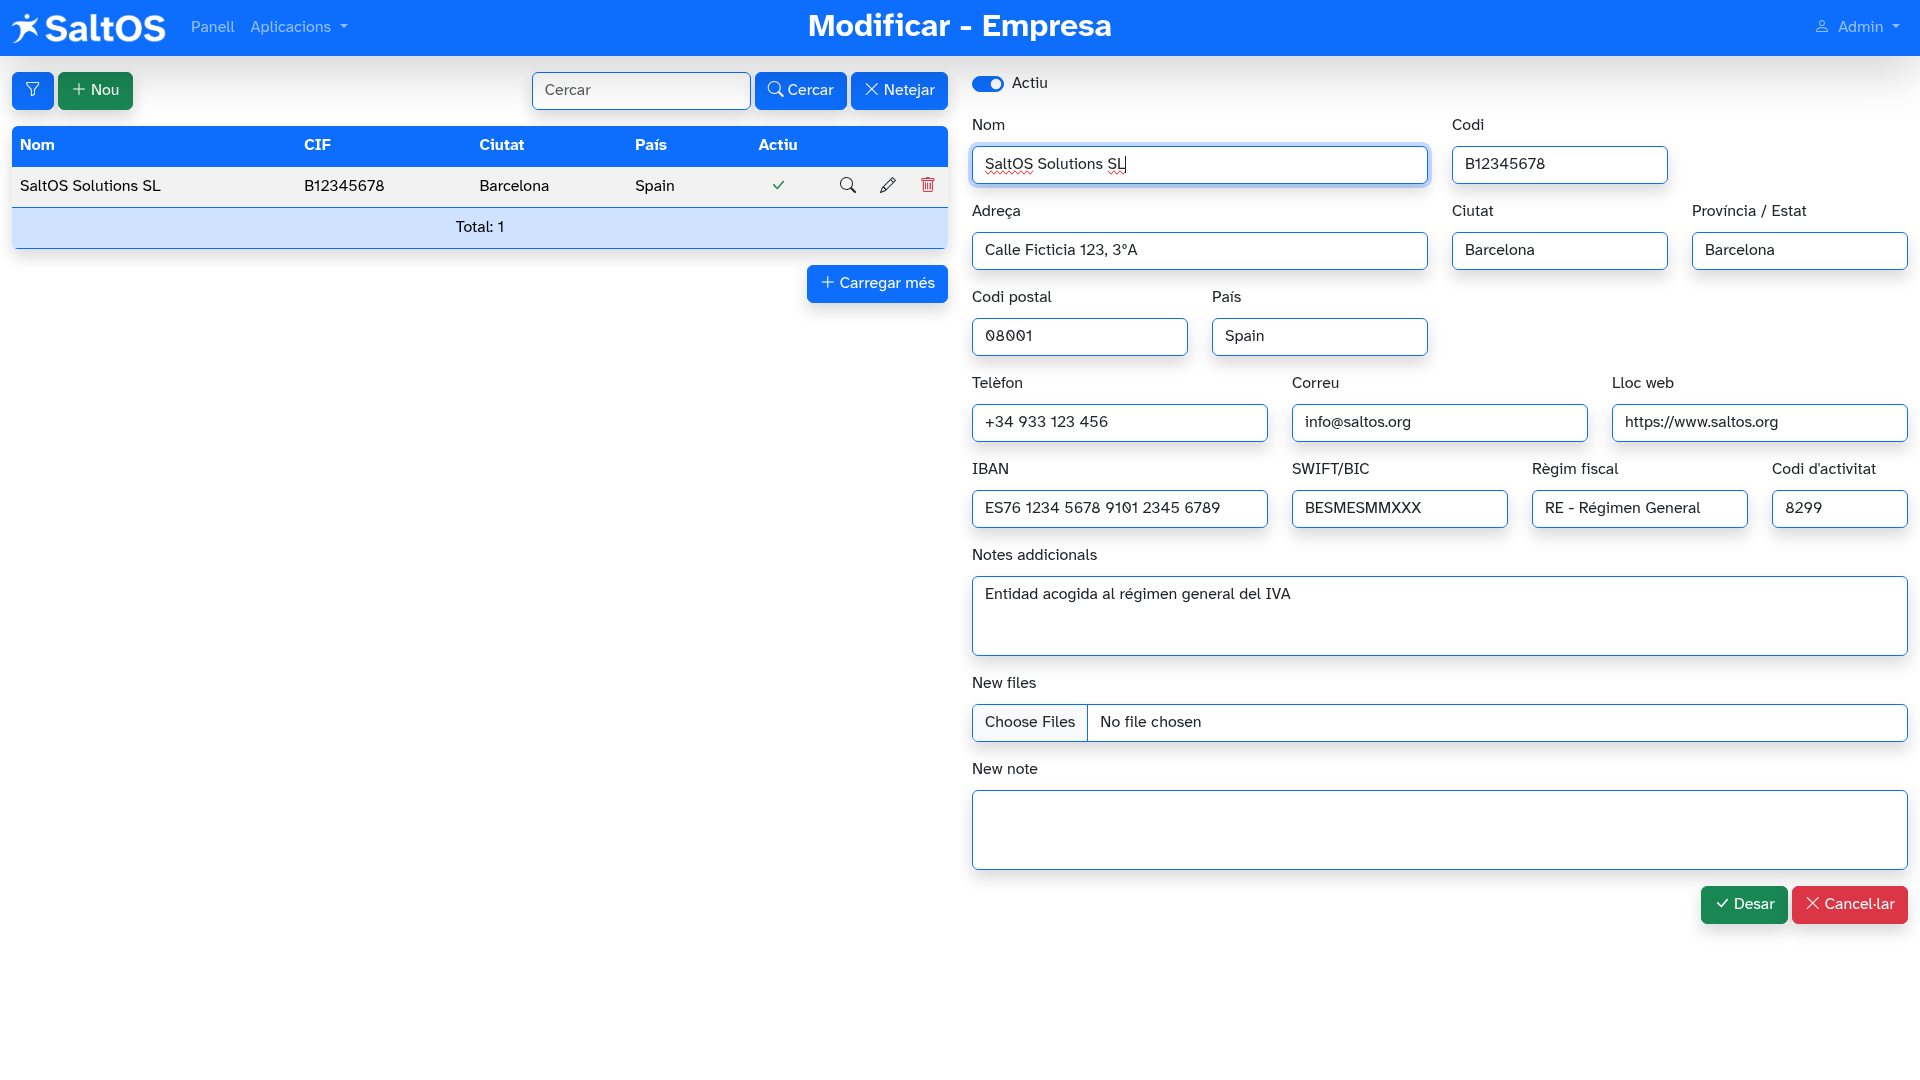 SaltOS Panell Aplicacions Modificar - Empresa Admin
Nou Cercar Cercar Netejar
Nom CIF Ciutat País Actiu
SaltOS Solutions SL B12345678 Barcelona Spain
Total: 1
Carregar més
Actiu
Nom Codi
SaltOS Solutions SL B12345678
Adreça Ciutat Província / Estat
Calle Ficticia 123, 3ºA Barcelona Barcelona
Codi postal País
08001 Spain
Telèfon Correu Lloc web
+34 933 123 456 info@saltos.org https://www.saltos.org
IBAN SWIFT/BIC Règim fiscal Codi d'activitat
ES76 1234 5678 9101 2345 6789 BESMESMMXXX RE - Régimen General 8299
Notes addicionals
Entidad acogida al régimen general del IVA
New files
Choose Files No file chosen
New note
Desar Cancel·lar